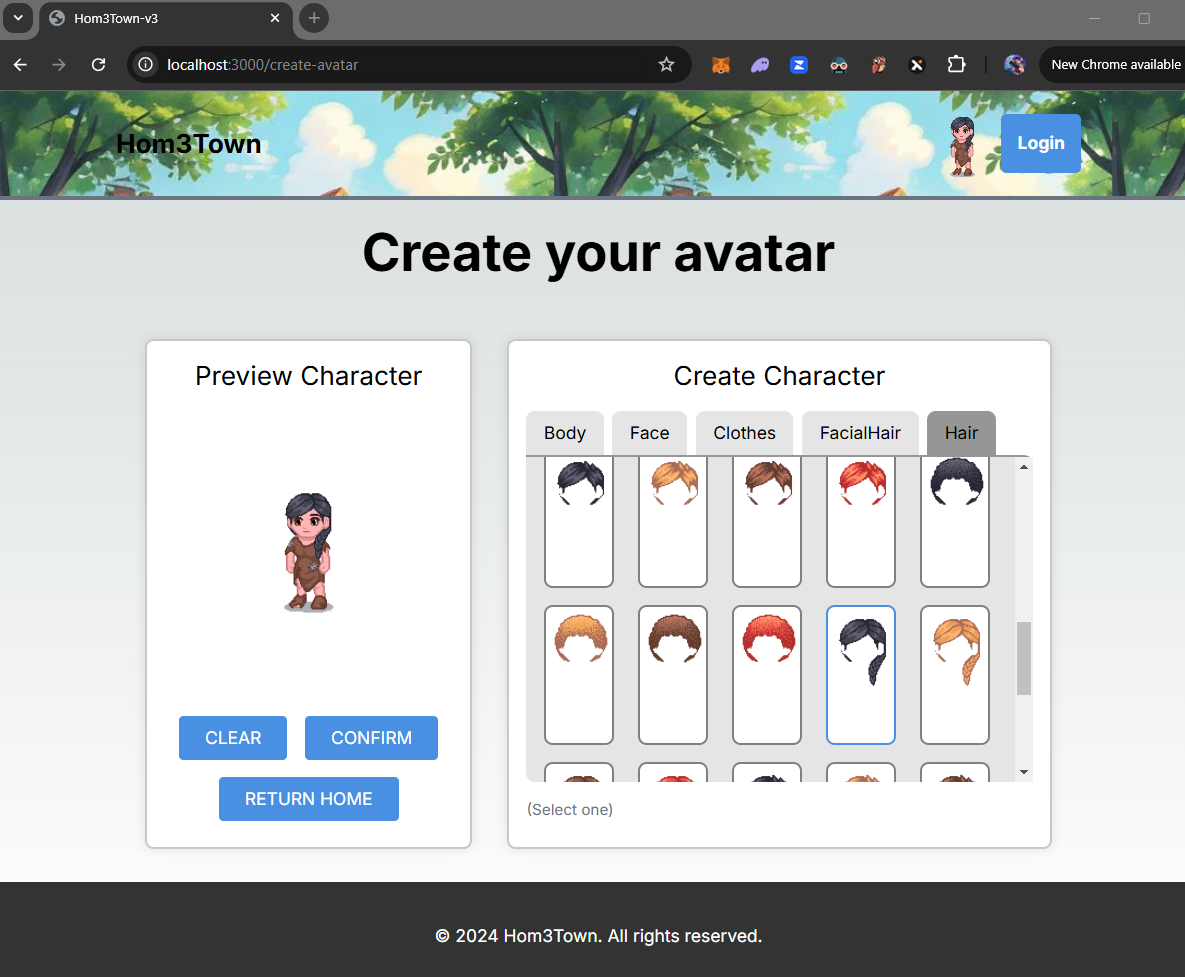 Hom3Town-v3
localhost:3000/create-avatar
New Chrome available
Hom3Town
Login
Create your avatar
Preview Character
CLEAR
CONFIRM
RETURN HOME
Create Character
Body
Face
Clothes
FacialHair
Hair
(Select one)
© 2024 Hom3Town. All rights reserved.